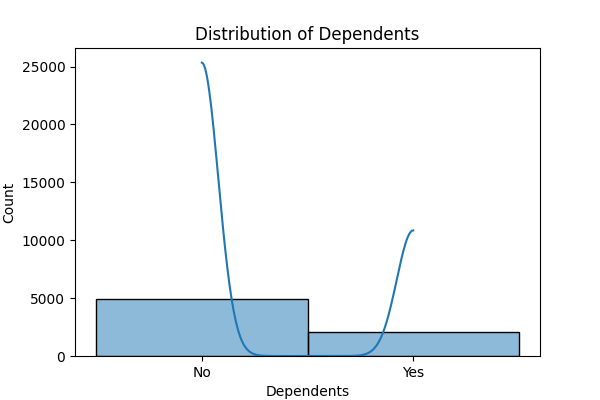 Distribution of Dependents
25000
20000
15000
10000
5000
0
Count
No Yes
Dependents